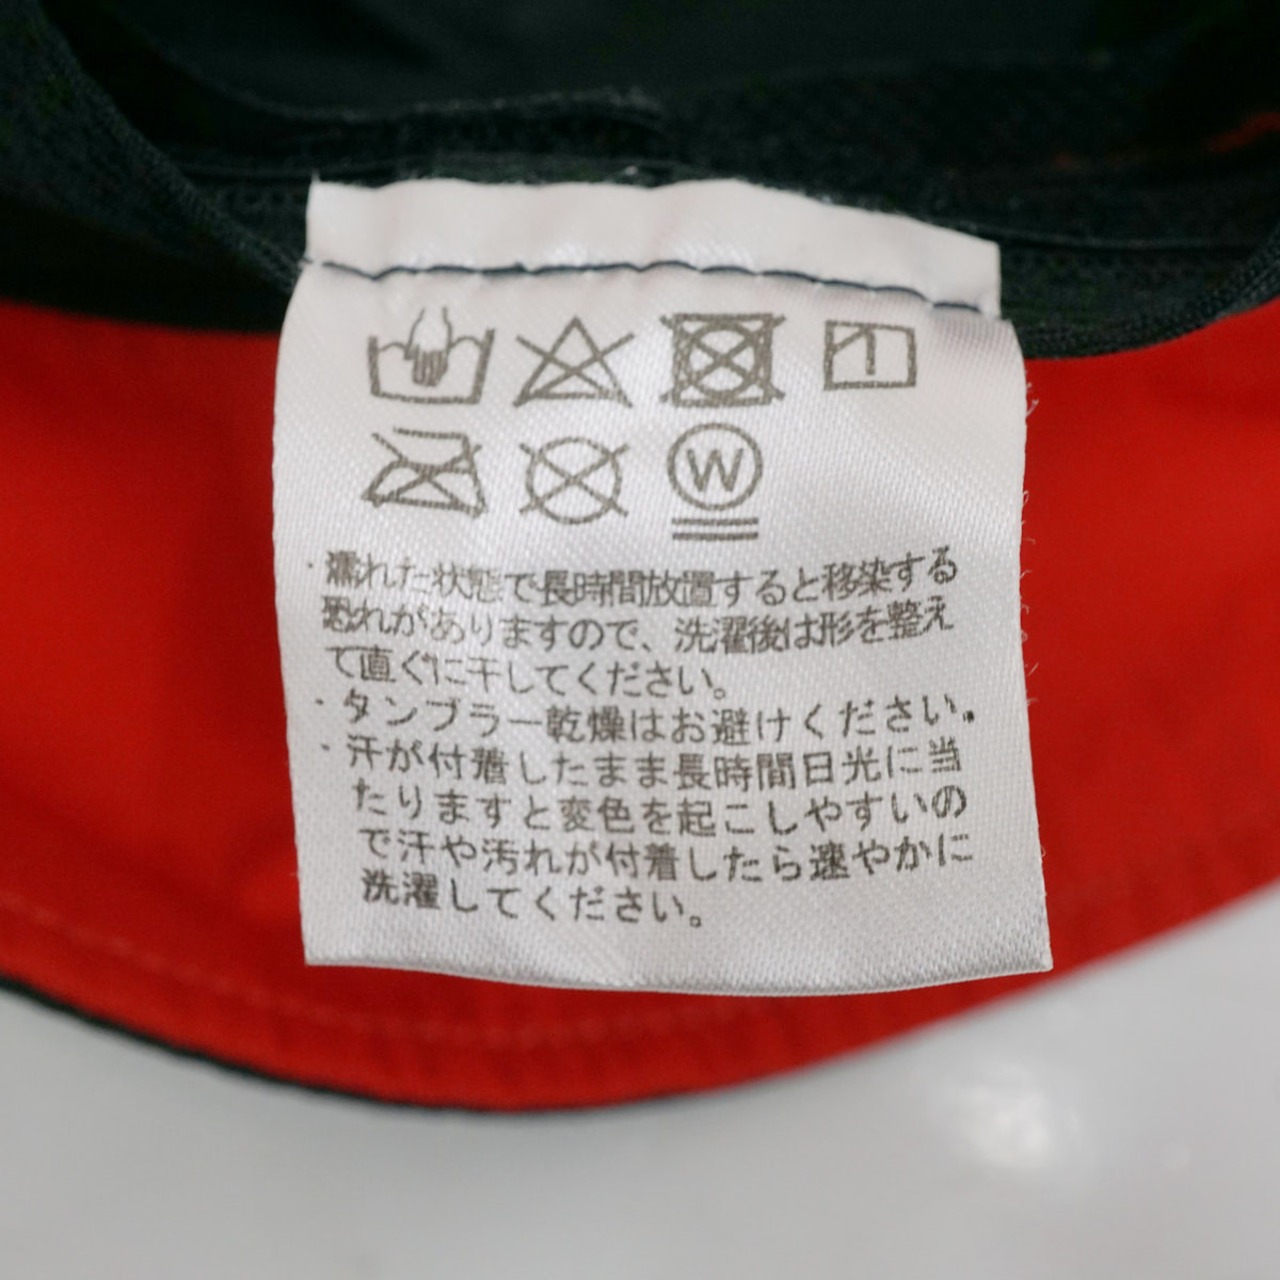 W
・濡れた状態で長時間放置すると移染する
恐れがありますので、洗濯後は形を整え
て直ぐに干してください。
・タンブラー乾燥はお避けください。
・汗が付着したまま長時間日光に当
たりますと変色を起こしやすいの
で汗や汚れが付着したら速やかに
洗濯してください。